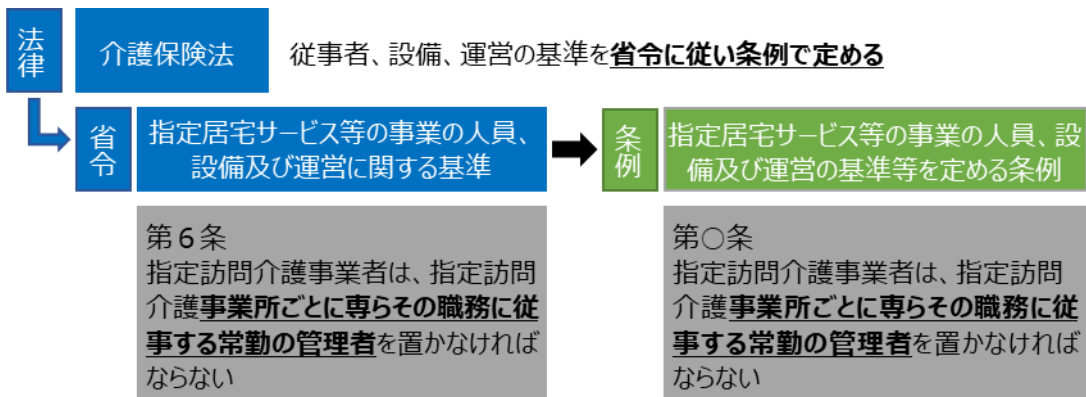 法律
介護保険法
従事者、設備、運営の基準を省令に従い条例で定める
省令
指定居宅サービス等の事業の人員、
設備及び運営に関する基準
条例
指定居宅サービス等の事業の人員、設
備及び運営の基準等を定める条例
第6条
指定訪問介護事業者は、指定訪問
介護事業所ごとに専らその職務に従
事する常勤の管理者を置かなければ
ならない
第○条
指定訪問介護事業者は、指定訪問
介護事業所ごとに専らその職務に従
事する常勤の管理者を置かなければ
ならない